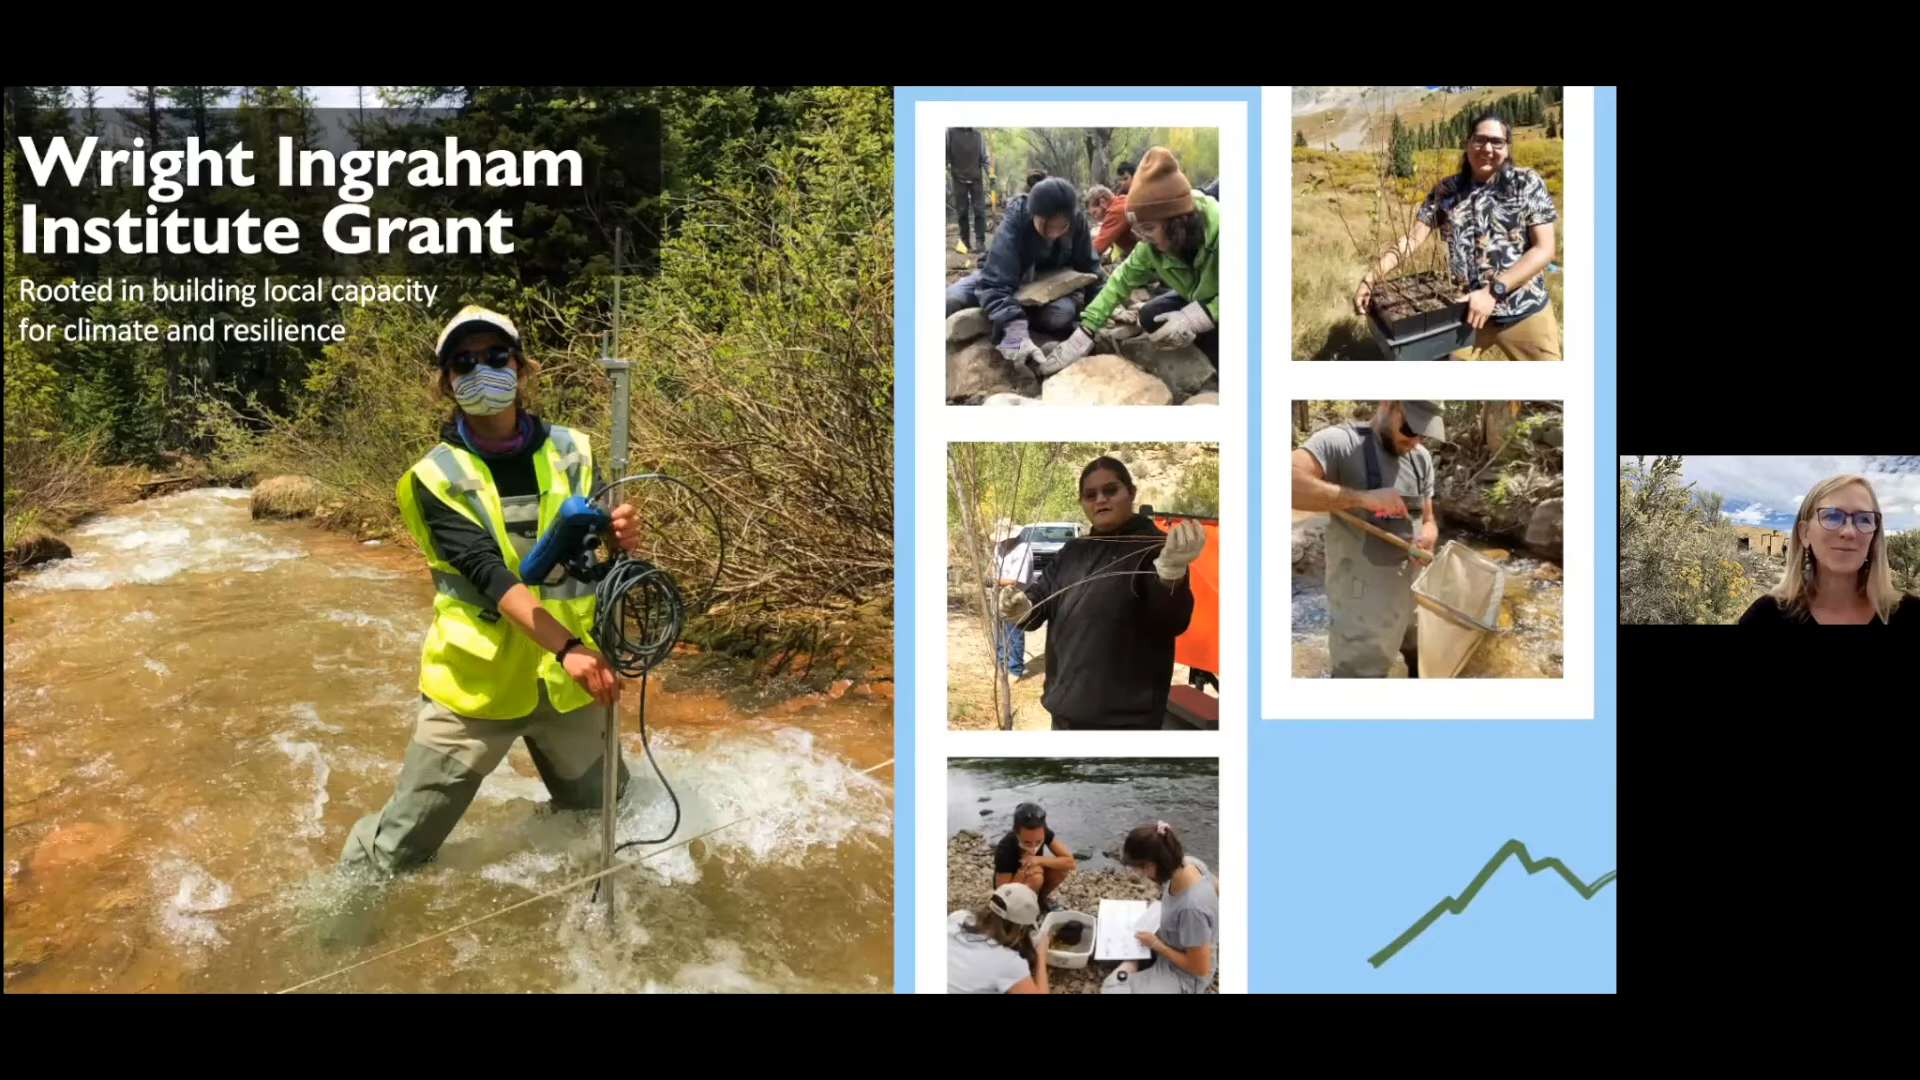 Wright Ingraham
Institute Grant
Rooted in building local capacity
for climate and resilience